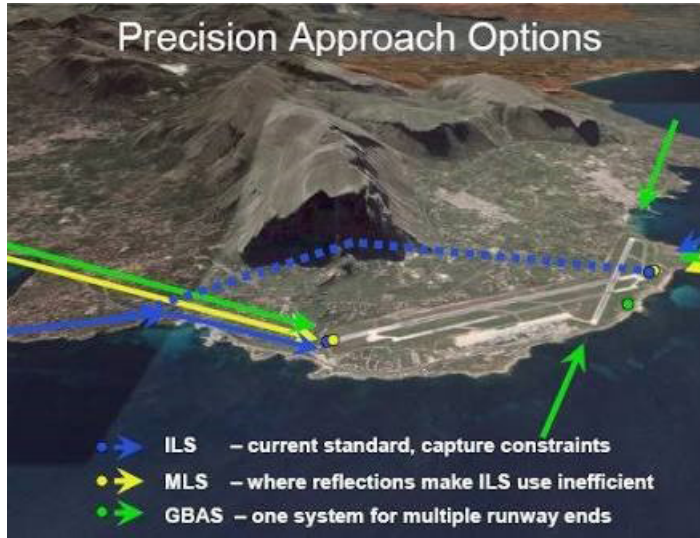 Precision Approach Options
ILS – current standard, capture constraints
MLS – where reflections make ILS use inefficient
GBAS – one system for multiple runway ends